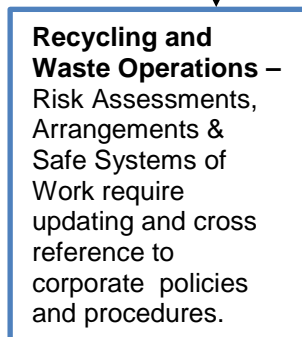 Recycling and
Waste Operations –
Risk Assessments,
Arrangements &
Safe Systems of
Work require
updating and cross
reference to
corporate  policies
and procedures.